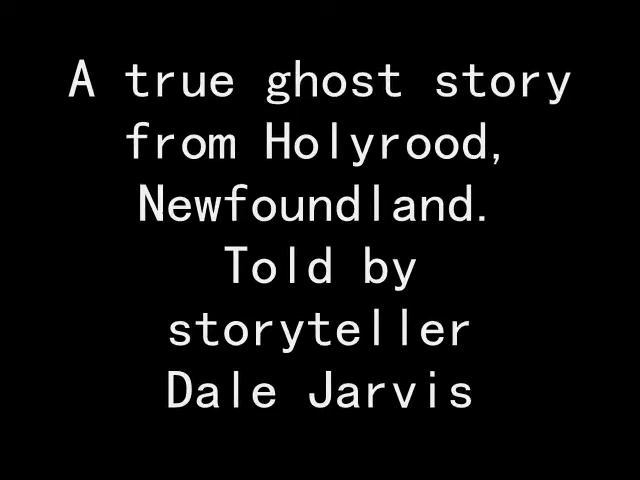 A true ghost story
from Holyrood,
Newfoundland.
Told by
storyteller
Dale Jarvis